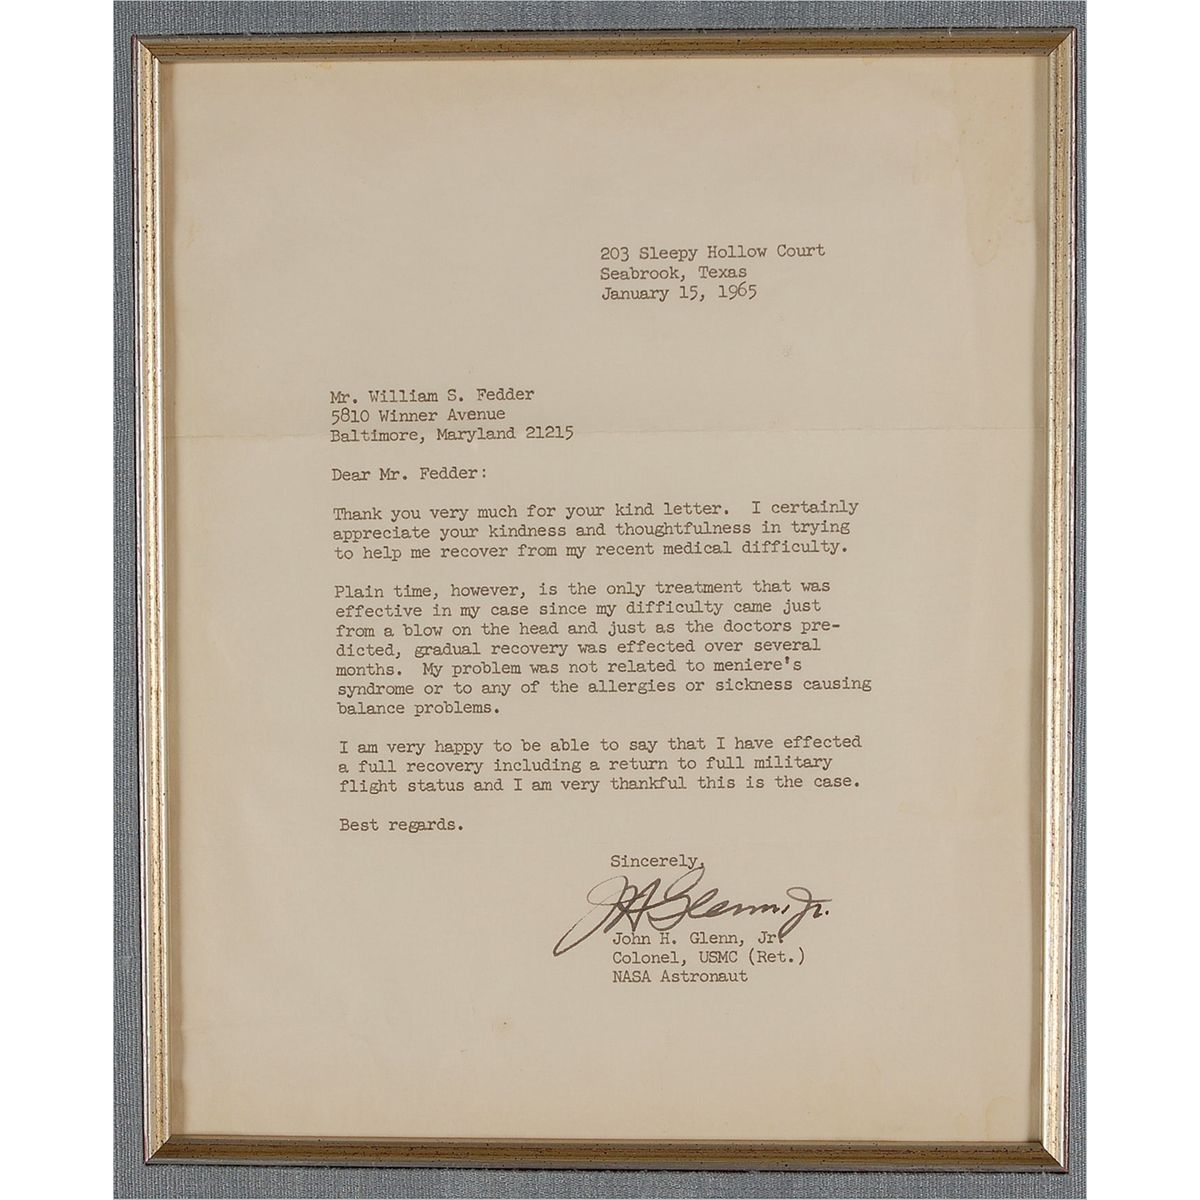 203 Sleepy Hollow Court
Seabrook, Texas
January 15, 1965
Mr. William S. Fedder
5810 Winner Avenue
Baltimore, Maryland 21215
Dear Mr. Fedder:
Thank you very much for your kind letter. I certainly
appreciate your kindness and thoughtfulness in trying
to help me recover from my recent medical difficulty.
Plain time, however, is the only treatment that was
effective in my case since my difficulty came just
from a blow on the head and just as the doctors pre-
dicted, gradual recovery was effected over several
months. My problem was not related to meniere's
syndrome or to any of the allergies or sickness causing
balance problems.
I am very happy to be able to say that I have effected
a full recovery including a return to full military
flight status and I am very thankful this is the case.
Best regards.
Sincerely,
JH Glenn, Jr.
John H. Glenn, Jr.
Colonel, USMC (Ret.)
NASA Astronaut